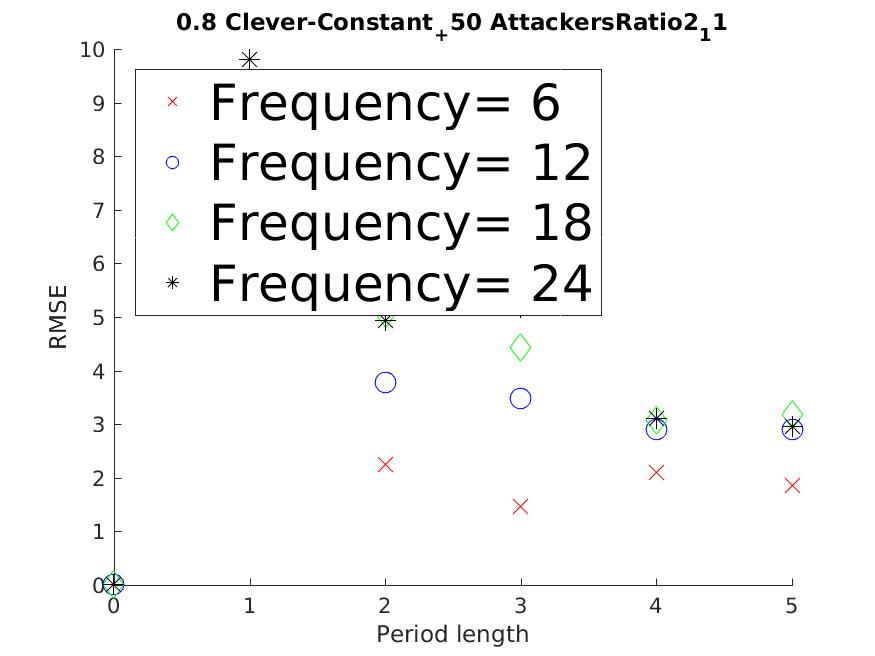 0.8 Clever-Constant+50 AttackersRatio211
10
9
8
7
6
5
4
3
2
1
0
RMSE
Frequency= 6
Frequency= 12
Frequency= 18
Frequency= 24
0 1 2 3 4 5
Period length